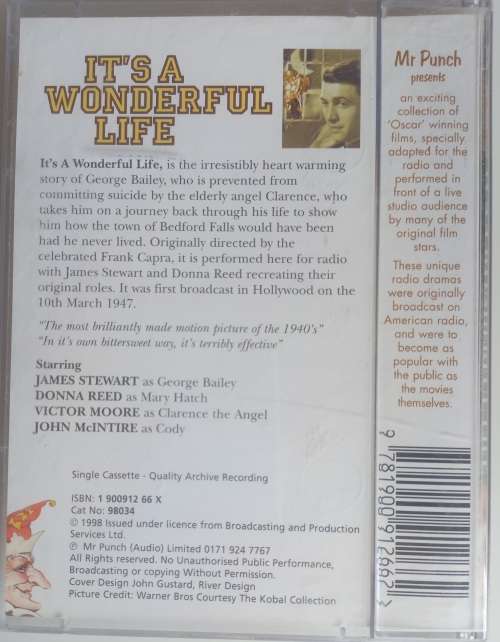 IT'S A
WONDERFUL
LIFE
It's A Wonderful Life, is the irresistibly heart warming
story of George Bailey, who is prevented from
committing suicide by the elderly angel Clarence, who
takes him on a journey back through his life to show
him how the town of Bedford Falls would have been
had he never lived. Originally directed by the
celebrated Frank Capra, it is performed here for radio
with James Stewart and Donna Reed recreating their
original roles. It was first broadcast in Hollywood on the
10th March 1947.
"The most brilliantly made motion picture of the 1940's"
"In it's own bittersweet way, it's terribly effective"
Starring
JAMES STEWART as George Bailey
DONNA REED as Mary Hatch
VICTOR MOORE as Clarence the Angel
JOHN McINTIRE as Cody
Single Cassette - Quality Archive Recording
ISBN: 1 900912 66 X
Cat No: 98034
© 1998 Issued under licence from Broadcasting and Production
Services Ltd.
℗ Mr Punch (Audio) Limited 0171 924 7767
All Rights reserved. No Unauthorised Public Performance,
Broadcasting or copying Without Permission.
Cover Design John Gustard, River Design
Picture Credit: Warner Bros Courtesy The Kobal Collection
Mr Punch
presents
an exciting
collection of
'Oscar' winning
films, specially
adapted for the
radio and
performed in
front of a live
studio audience
by many of the
original film
stars.
These unique
radio dramas
were originally
broadcast on
American radio,
and were to
become as
popular with
the public as
the movies
themselves.
9 781900 912662